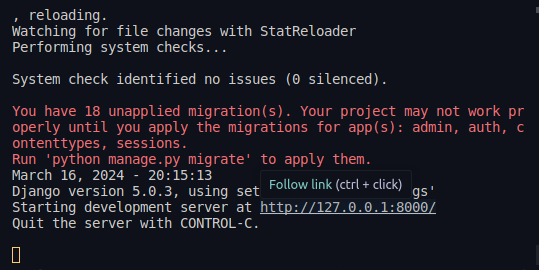 , reloading.
Watching for file changes with StatReloader
Performing system checks...
System check identified no issues (0 silenced).
You have 18 unapplied migration(s). Your project may not work pr
operly until you apply the migrations for app(s): admin, auth, c
ontenttypes, sessions.
Run 'python manage.py migrate' to apply them.
March 16, 2024 - 20:15:13
Follow link (ctrl + click)
Django version 5.0.3, using set gs'
Starting development server at http://127.0.0.1:8000/
Quit the server with CONTROL-C.